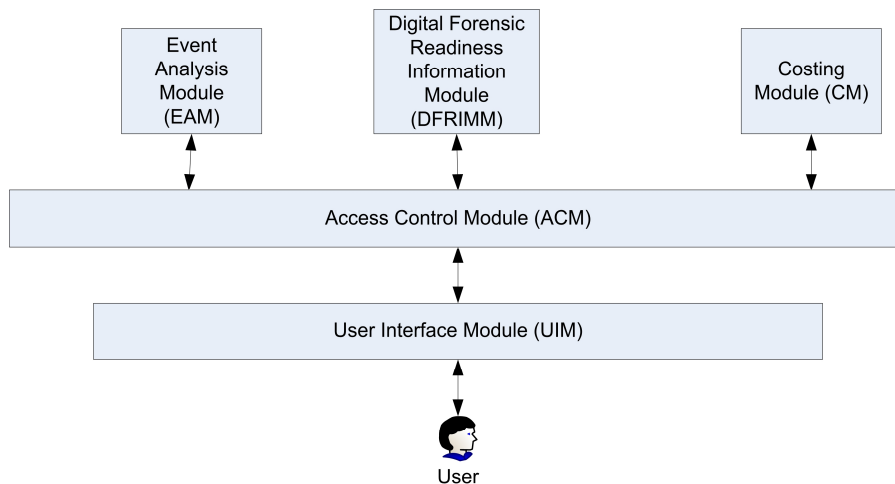 Event
Analysis
Module
(EAM)
Digital Forensic
Readiness
Information
Module
(DFRIMM)
Costing
Module (CM)
Access Control Module (ACM)
User Interface Module (UIM)
User